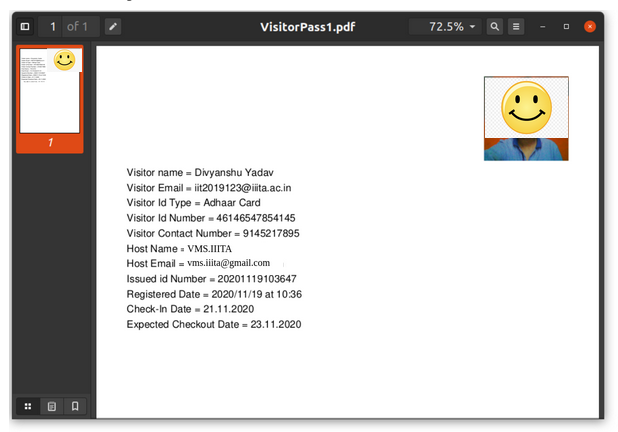 1 of 1
VisitorPass1.pdf
72.5%
1
Visitor name = Divyanshu Yadav
Visitor Email = iit2019123@iiita.ac.in
Visitor Id Type = Adhaar Card
Visitor Id Number = 46146547854145
Visitor Contact Number = 9145217895
Host Name = VMS.IIITA
Host Email = vms.iiita@gmail.com
Issued id Number = 20201119103647
Registered Date = 2020/11/19 at 10:36
Check-In Date = 21.11.2020
Expected Checkout Date = 23.11.2020